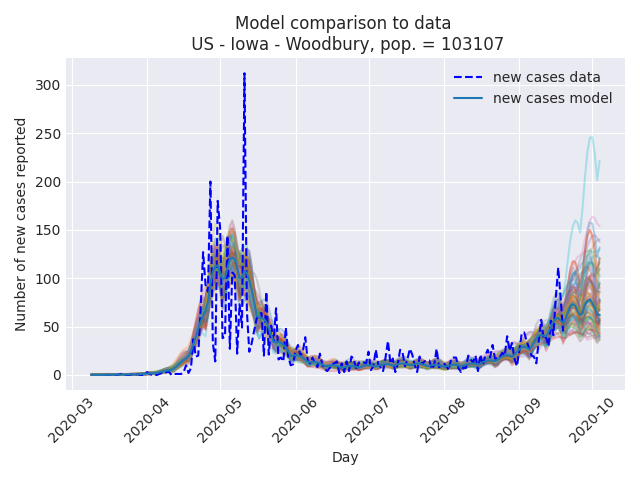 Model comparison to data
US - Iowa - Woodbury, pop. = 103107
new cases data
new cases model
Number of new cases reported
300
250
200
150
100
50
0
2020-03
2020-04
2020-05
2020-06
2020-07
2020-08
2020-09
2020-10
Day